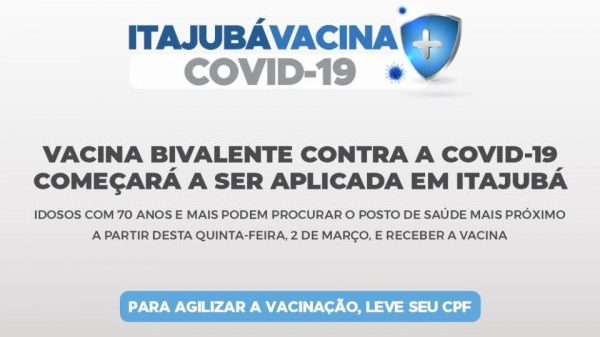 ITAJUBÁVACINA
COVID-19
VACINA BIVALENTE CONTRA A COVID-19
COMEÇARÁ A SER APLICADA EM ITAJUBÁ
IDOSOS COM 70 ANOS E MAIS PODEM PROCURAR O POSTO DE SAÚDE MAIS PRÓXIMO
A PARTIR DESTA QUINTA-FEIRA, 2 DE MARÇO, E RECEBER A VACINA
PARA AGILIZAR A VACINAÇÃO, LEVE SEU CPF